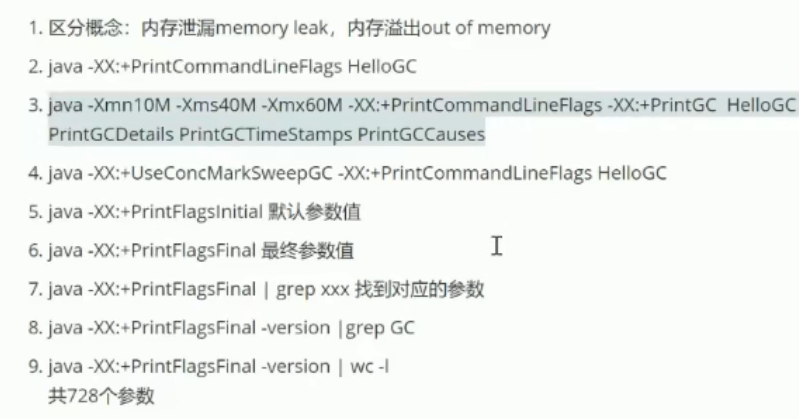 1. 区分概念：内存泄漏memory leak，内存溢出out of memory
2. java -XX:+PrintCommandLineFlags HelloGC
3. java -Xmn10M -Xms40M -Xmx60M -XX:+PrintCommandLineFlags -XX:+PrintGC HelloGC
PrintGCDetails PrintGCTimeStamps PrintGCCauses
4. java -XX:+UseConcMarkSweepGC -XX:+PrintCommandLineFlags HelloGC
5. java -XX:+PrintFlagsInitial 默认参数值
6. java -XX:+PrintFlagsFinal 最终参数值
7. java -XX:+PrintFlagsFinal | grep xxx 找到对应的参数
8. java -XX:+PrintFlagsFinal -version |grep GC
9. java -XX:+PrintFlagsFinal -version | wc -l
共728个参数